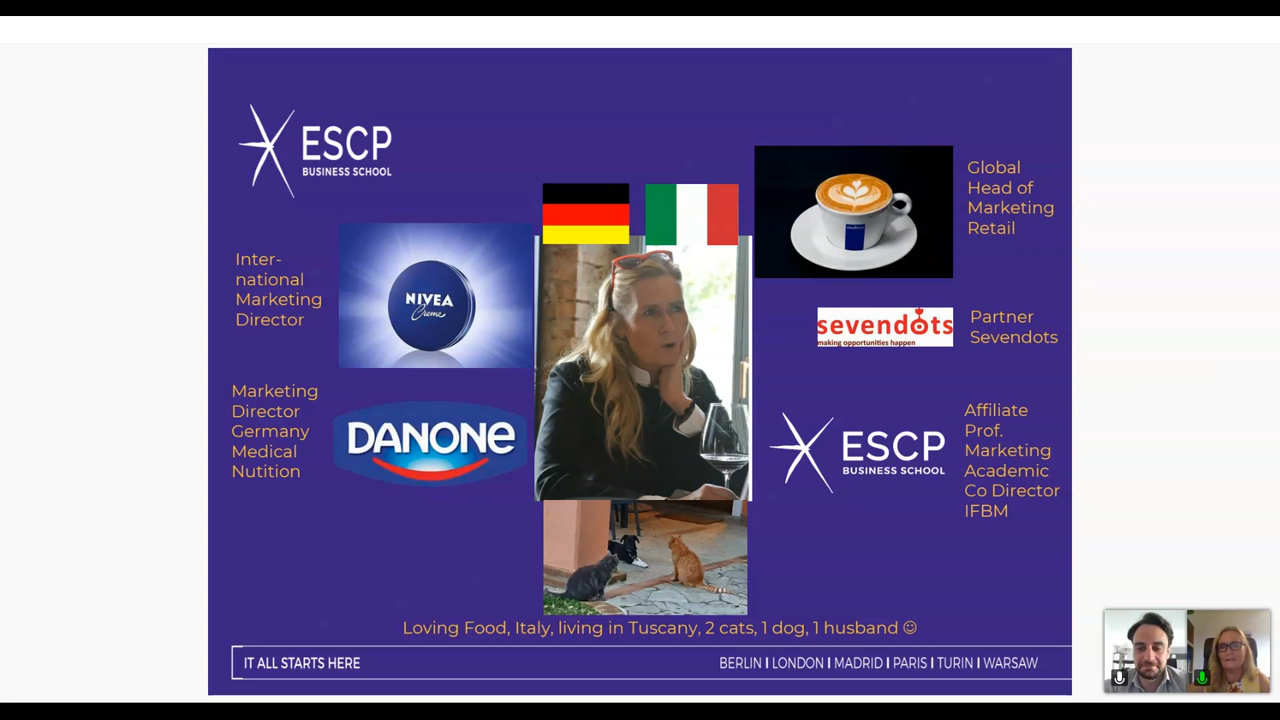 ESCP
BUSINESS SCHOOL
Inter-
national
Marketing
Director
NIVEA
Creme
Marketing
Director
Germany
Medical
Nutition
DANONE
Global
Head of
Marketing
Retail
sevendots
making opportunities happen
Partner
Sevendots
ESCP
BUSINESS SCHOOL
Affiliate
Prof.
Marketing
Academic
Co Director
IFBM
Loving Food, Italy, living in Tuscany, 2 cats, 1 dog, 1 husband ☺
IT ALL STARTS HERE
BERLIN I LONDON I MADRID I PARIS I TURIN I WARSAW